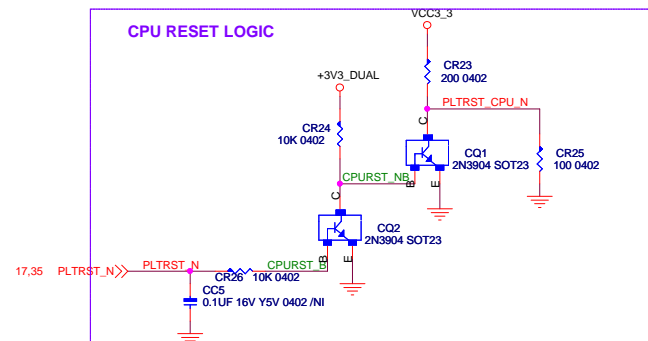 CPU RESET LOGIC
VCC3_3
CR23
200 0402
+3V3_DUAL
PLTRST_CPU_N
CR24
10K 0402
C
CQ1
2N3904 SOT23
CR25
100 0402
CPURST_NB
B
E
C
CQ2
2N3904 SOT23
17,35 PLTRST_N
PLTRST_N
CPURST_B
B
E
CR26 10K 0402
CC5
0.1UF 16V Y5V 0402 /NI